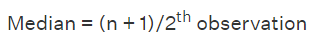 Median = (n + 1)/2th observation